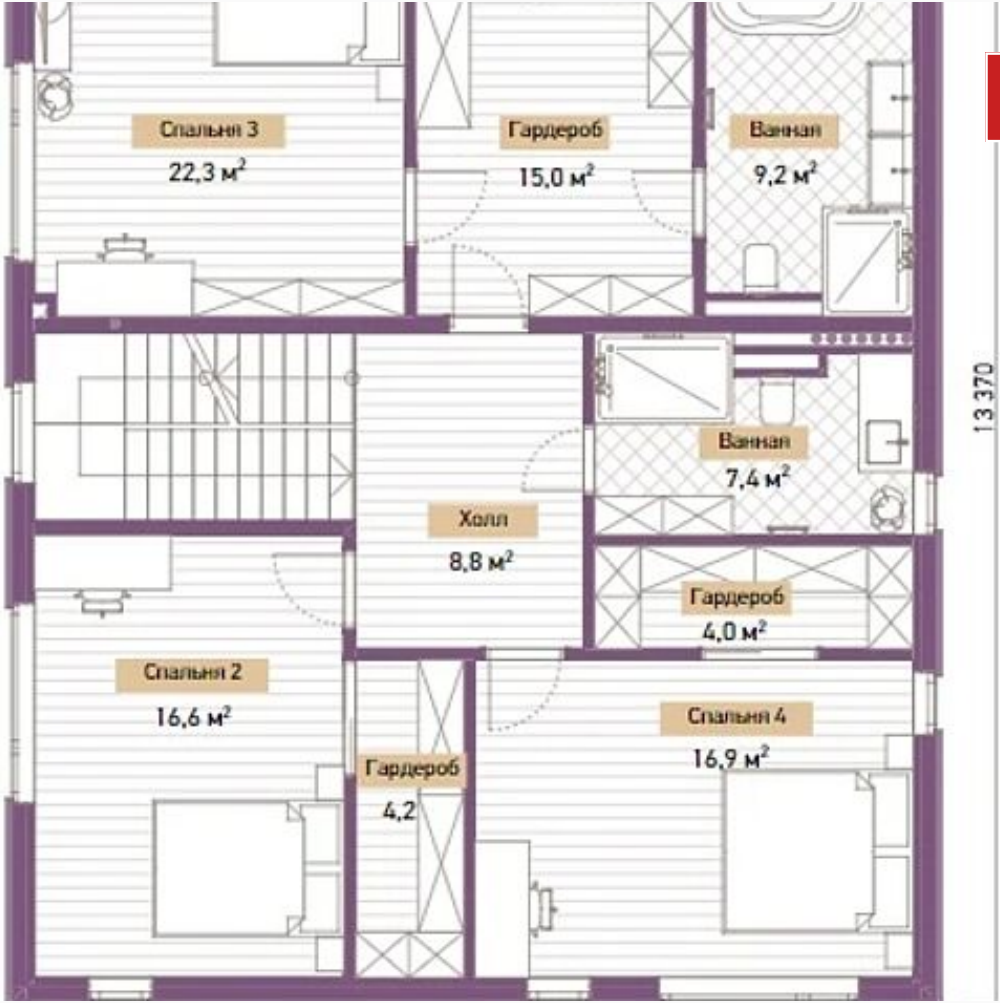 Спальня 3
22,3 м²
Гардероб
15,0 м²
Ванная
9,2 м²
Ванная
7,4 м²
Холл
8,8 м²
Гардероб
4,0 м²
Спальня 2
16,6 м²
Гардероб
4,2
Спальня 4
16,9 м²
13 370